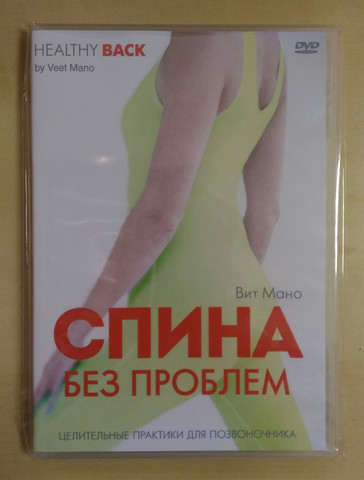 HEALTHY BACK
by Veet Mano
DVD
Вит Мано
СПИНА
БЕЗ ПРОБЛЕМ
ЦЕЛИТЕЛЬНЫЕ ПРАКТИКИ ДЛЯ ПОЗВОНОЧНИКА